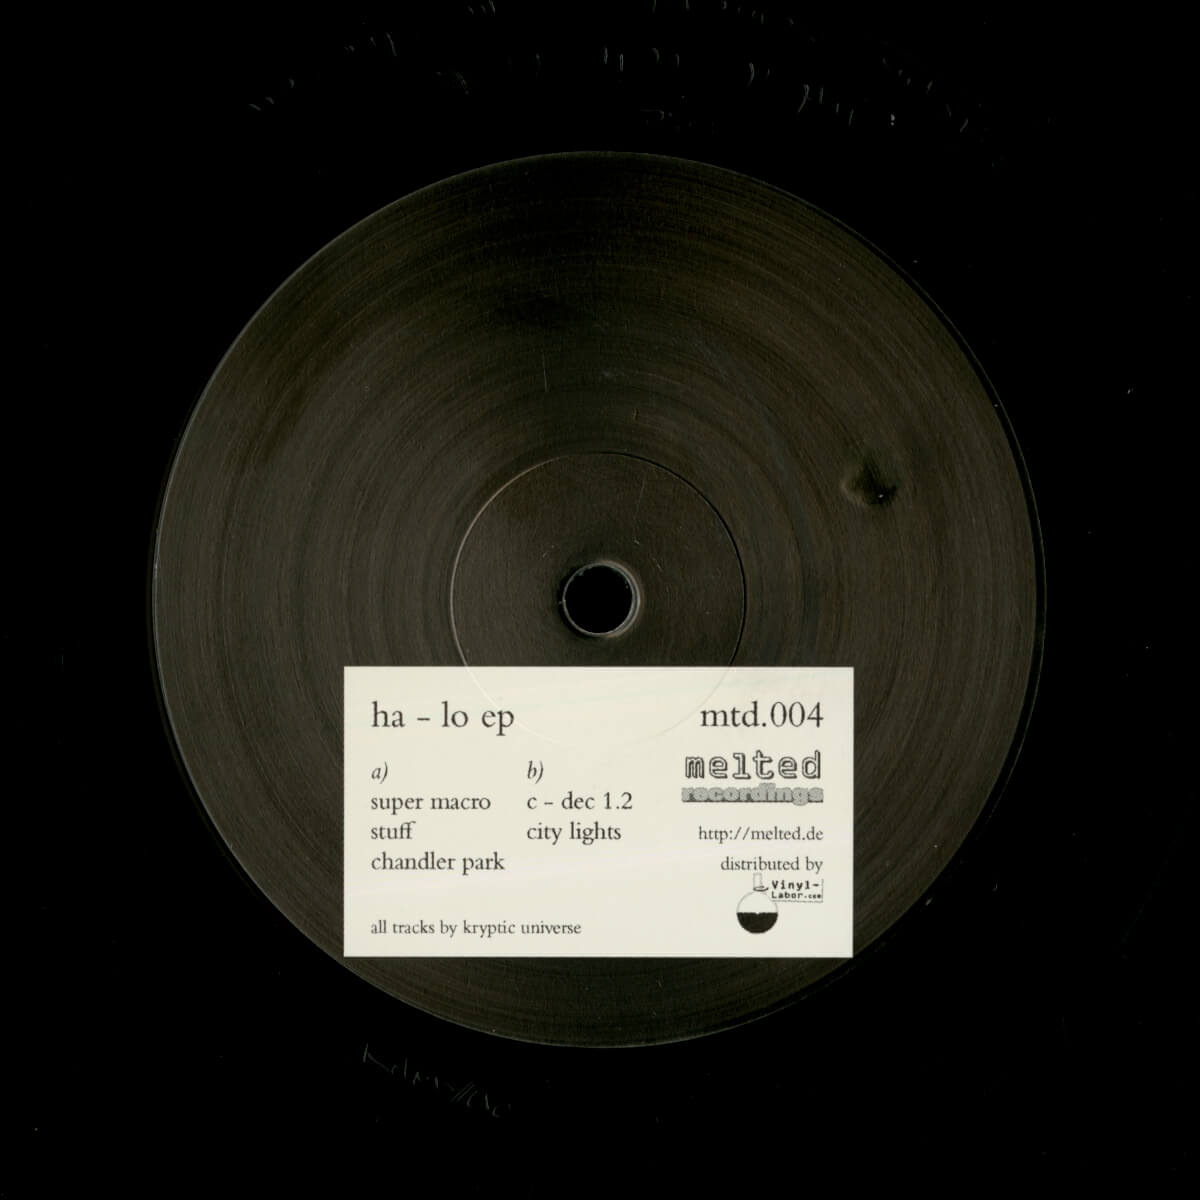 ha - lo ep
mtd.004
a)
super macro
stuff
chandler park
b)
c - dec 1.2
city lights
melted
recordings
http://melted.de
distributed by
Vinyl-
Labor.com
all tracks by kryptic universe